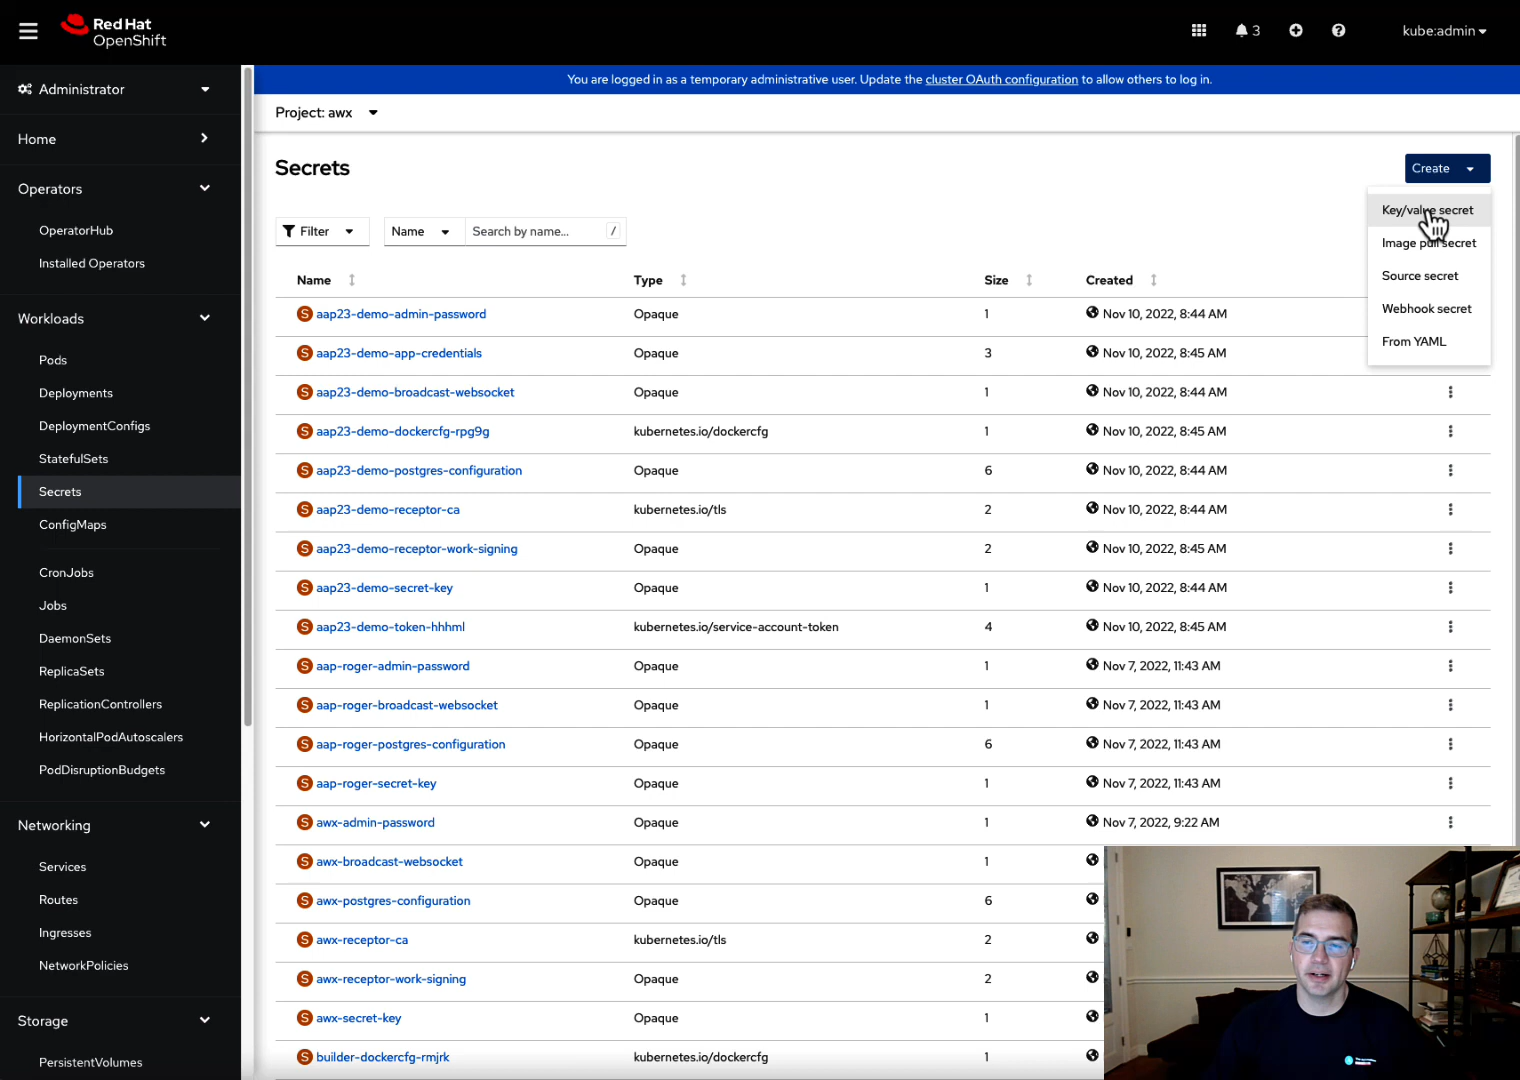 Red Hat
OpenShift
3
kube:admin
You are logged in as a temporary administrative user. Update the cluster OAuth configuration to allow others to log in.
Administrator
Home
Operators
OperatorHub
Installed Operators
Workloads
Pods
Deployments
DeploymentConfigs
StatefulSets
Secrets
ConfigMaps
CronJobs
Jobs
DaemonSets
ReplicaSets
ReplicationControllers
HorizontalPodAutoscalers
PodDisruptionBudgets
Networking
Services
Routes
Ingresses
NetworkPolicies
Storage
PersistentVolumes
Project: awx
Secrets
Create
Key/value secret
Image pull secret
Source secret
Webhook secret
From YAML
Filter Name Search by name... /
Name Type Size Created
S aap23-demo-admin-password Opaque 1 Nov 10, 2022, 8:44 AM
S aap23-demo-app-credentials Opaque 3 Nov 10, 2022, 8:45 AM
S aap23-demo-broadcast-websocket Opaque 1 Nov 10, 2022, 8:44 AM
S aap23-demo-dockercfg-rpg9g kubernetes.io/dockercfg 1 Nov 10, 2022, 8:45 AM
S aap23-demo-postgres-configuration Opaque 6 Nov 10, 2022, 8:44 AM
S aap23-demo-receptor-ca kubernetes.io/tls 2 Nov 10, 2022, 8:44 AM
S aap23-demo-receptor-work-signing Opaque 2 Nov 10, 2022, 8:45 AM
S aap23-demo-secret-key Opaque 1 Nov 10, 2022, 8:44 AM
S aap23-demo-token-hhhml kubernetes.io/service-account-token 4 Nov 10, 2022, 8:45 AM
S aap-roger-admin-password Opaque 1 Nov 7, 2022, 11:43 AM
S aap-roger-broadcast-websocket Opaque 1 Nov 7, 2022, 11:43 AM
S aap-roger-postgres-configuration Opaque 6 Nov 7, 2022, 11:43 AM
S aap-roger-secret-key Opaque 1 Nov 7, 2022, 11:43 AM
S awx-admin-password Opaque 1 Nov 7, 2022, 9:22 AM
S awx-broadcast-websocket Opaque 1
S awx-postgres-configuration Opaque 6
S awx-receptor-ca kubernetes.io/tls 2
S awx-receptor-work-signing Opaque 2
S awx-secret-key Opaque 1
S builder-dockercfg-rmjrk kubernetes.io/dockercfg 1